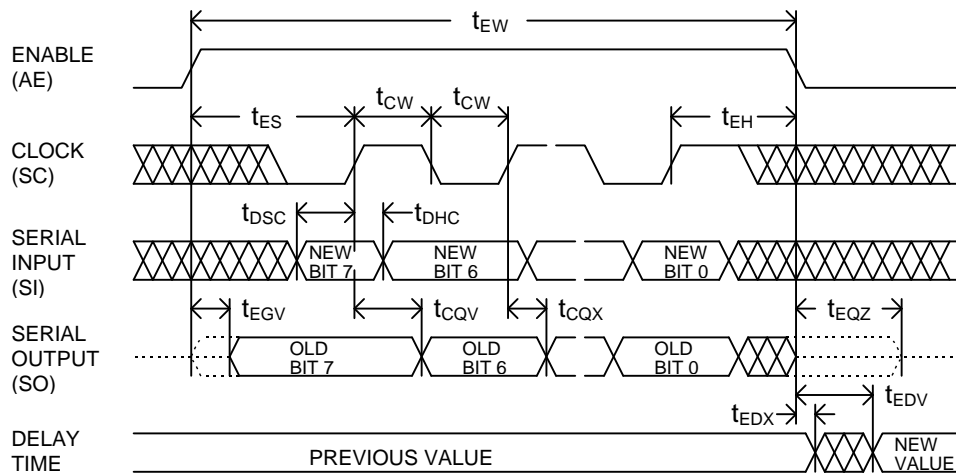 tEW
ENABLE
(AE)
tES
tCW
tCW
tEH
CLOCK
(SC)
tDSC
tDHC
SERIAL
INPUT
(SI)
NEW
BIT 7
NEW
BIT 6
NEW
BIT 0
tEGV
tCQV
tCQX
tEQZ
SERIAL
OUTPUT
(SO)
OLD
BIT 7
OLD
BIT 6
OLD
BIT 0
tEDV
tEDX
DELAY
TIME
PREVIOUS VALUE
NEW
VALUE